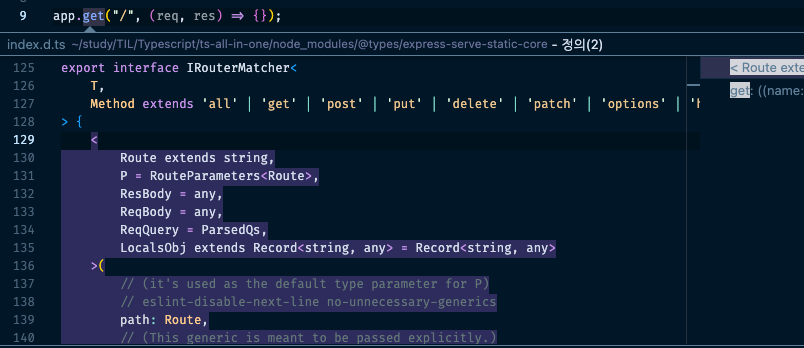 9 app.get("/", (req, res) => {});
index.d.ts ~/study/TIL/Typescript/ts-all-in-one/node_modules/@types/express-serve-static-core - 정의(2)
125 export interface IRouterMatcher<
126 T,
127 Method extends 'all' | 'get' | 'post' | 'put' | 'delete' | 'patch' | 'options' | 'h
128 > {
129 <
130 Route extends string,
131 P = RouteParameters<Route>,
132 ResBody = any,
133 ReqBody = any,
134 ReqQuery = ParsedQs,
135 LocalsObj extends Record<string, any> = Record<string, any>
136 >(
137 // (it's used as the default type parameter for P)
138 // eslint-disable-next-line no-unnecessary-generics
139 path: Route,
140 // (This generic is meant to be passed explicitly.)
< Route exte
get: ((name: